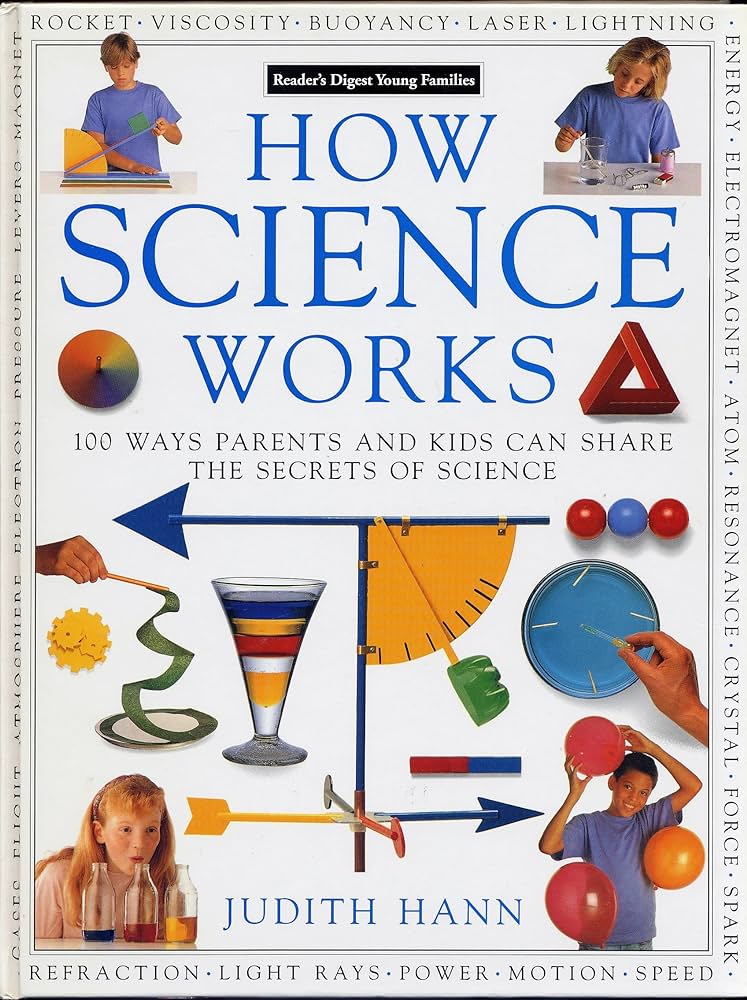 ROCKET · VISCOSITY · BUOYANCY · LASER · LIGHTNING ·
Reader's Digest Young Families
HOW
SCIENCE
WORKS
100 WAYS PARENTS AND KIDS CAN SHARE
THE SECRETS OF SCIENCE
JUDITH HANN
ENERGY · ELECTROMAGNET · ATOM · RESONANCE · CRYSTAL · FORCE · SPARK ·
· REFRACTION · LIGHT RAYS · POWER · MOTION · SPEED
GASES · FLIGHT · ATMOSPHERE · ELECTRON · PRESSURE · LEVERS · MAGNET